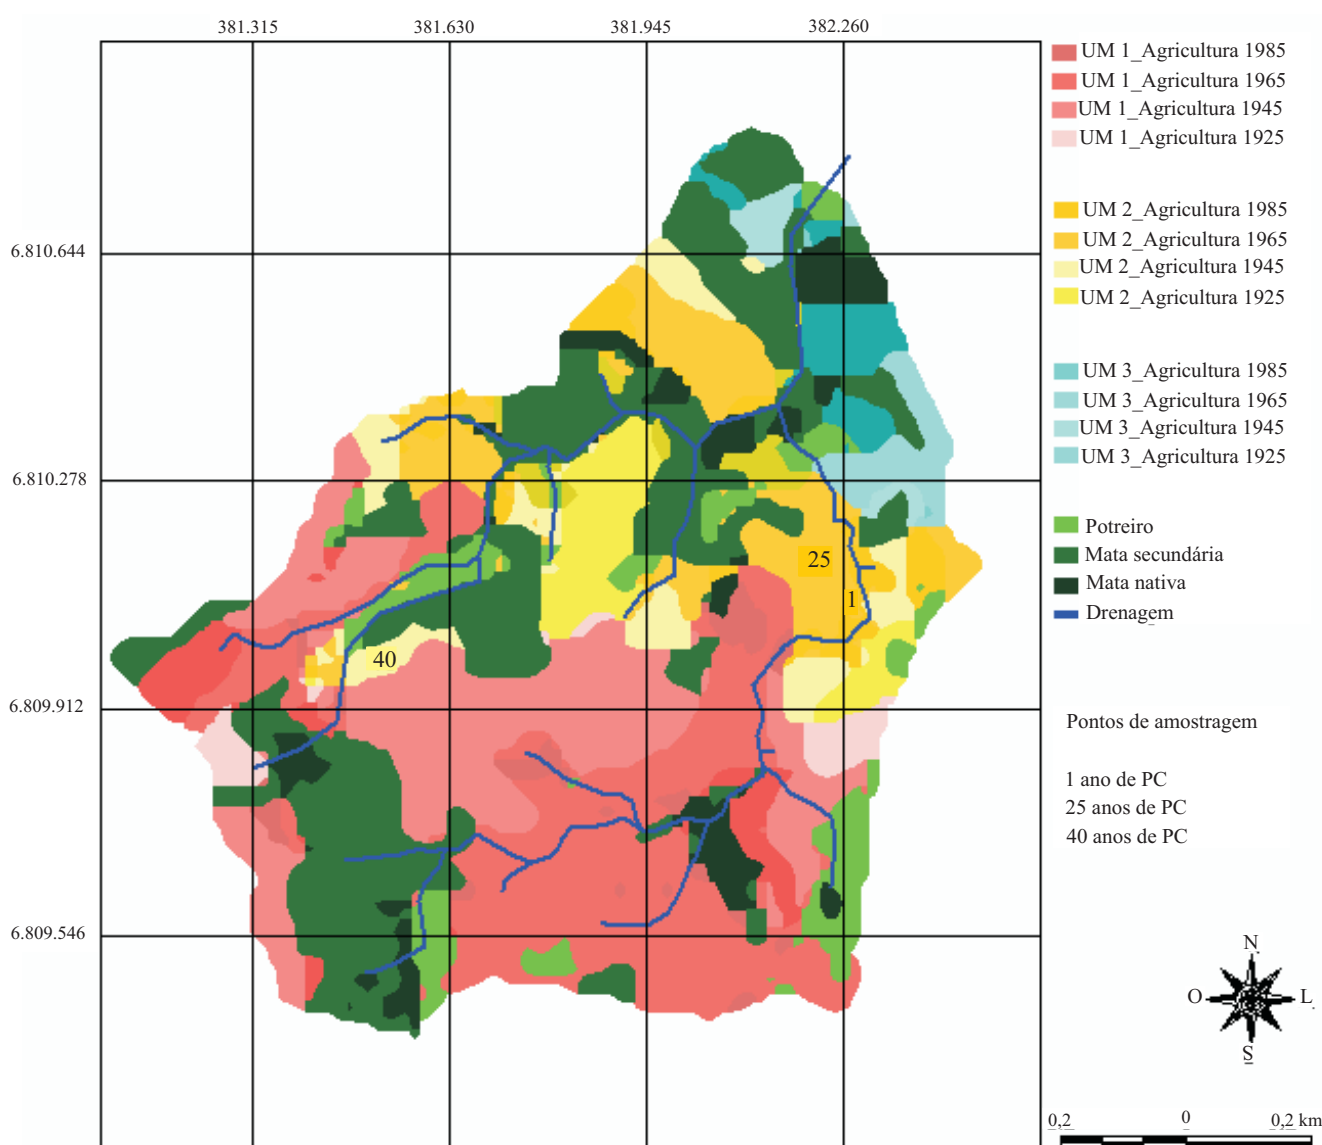 381.315 381.630 381.945 382.260
6.810.644
6.810.278
6.809.912
6.809.546
25
1
40
UM 1_Agricultura 1985
UM 1_Agricultura 1965
UM 1_Agricultura 1945
UM 1_Agricultura 1925
UM 2_Agricultura 1985
UM 2_Agricultura 1965
UM 2_Agricultura 1945
UM 2_Agricultura 1925
UM 3_Agricultura 1985
UM 3_Agricultura 1965
UM 3_Agricultura 1945
UM 3_Agricultura 1925
Potreiro
Mata secundária
Mata nativa
Drenagem
Pontos de amostragem
1 ano de PC
25 anos de PC
40 anos de PC
N
O L
S
0,2 0 0,2 km